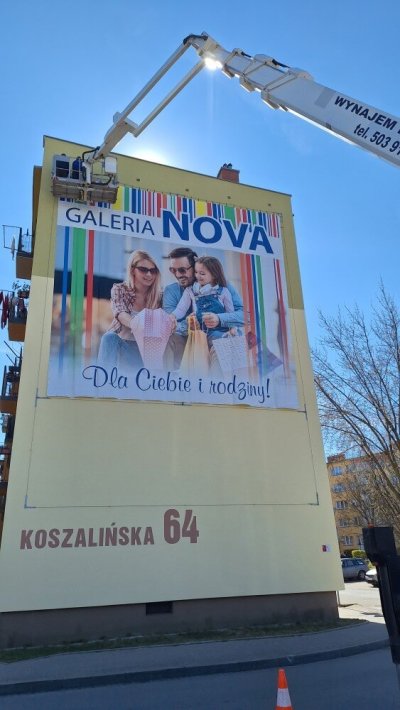 WYNAJEM
tel. 503 9
GALERIA NOVA
Dla Ciebie i rodziny!
KOSZALIŃSKA 64